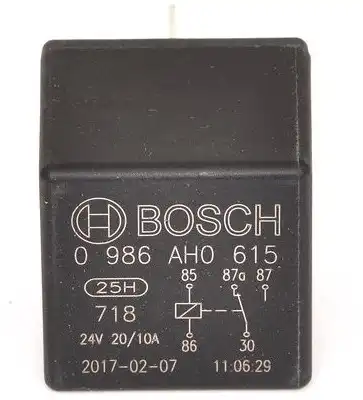 BOSCH
0 986 AH0 615
25H
718
24V 20/10A
85 87a 87
86 30
2017-02-07 11:06:29